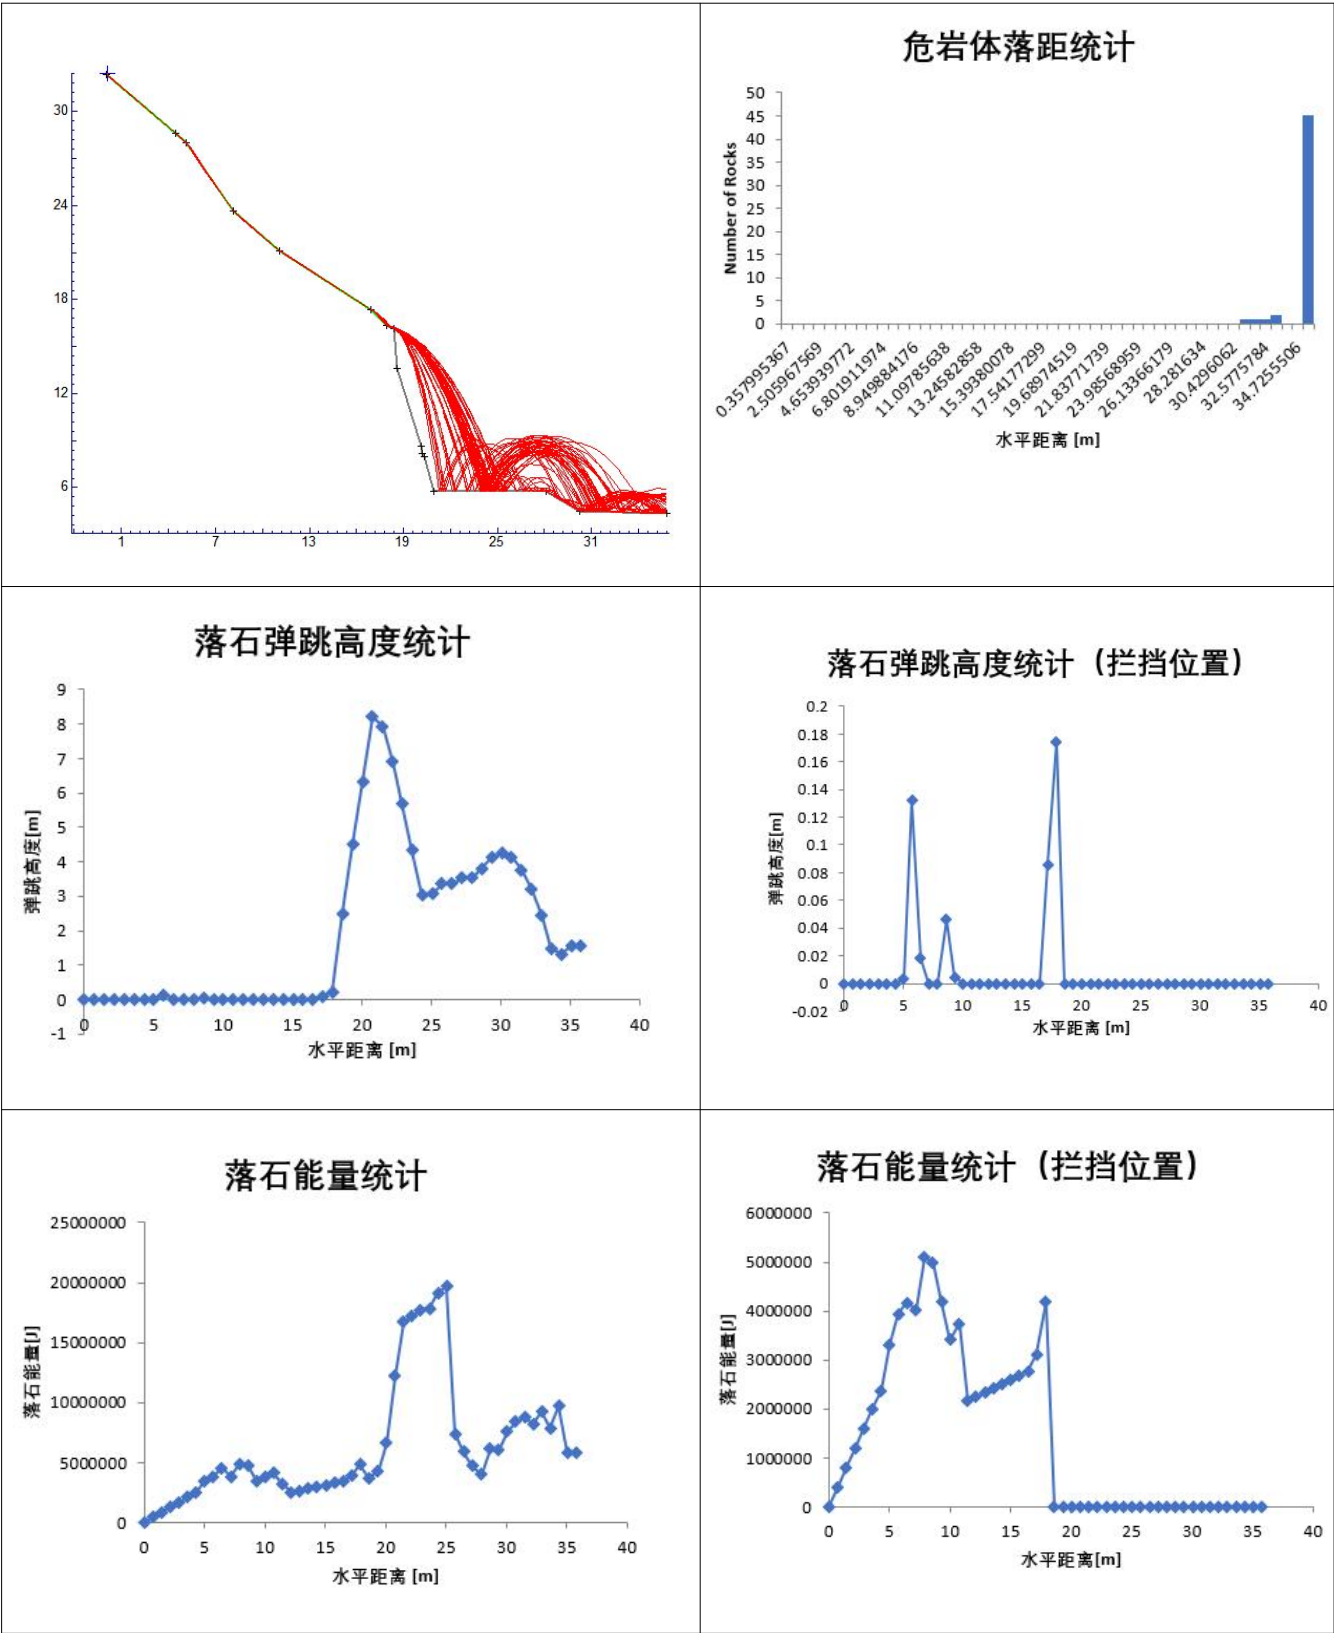 30
24
18
12
6
1 7 13 19 25 31
危岩体落距统计
Number of Rocks
50
45
40
35
30
25
20
15
10
5
0
0.357995367 2.505967569 4.653939772 6.801911974 8.949884176 11.09785638 13.24582858 15.39380078 17.54177299 19.68974519 21.83771739 23.98568959 26.13366179 28.281634 30.4296062 32.5775784 34.7255506
水平距离 [m]
落石弹跳高度统计
弹跳高度[m]
9
8
7
6
5
4
3
2
1
0
-1
0 5 10 15 20 25 30 35 40
水平距离 [m]
落石弹跳高度统计（拦挡位置）
弹跳高度[m]
0.2
0.18
0.16
0.14
0.12
0.1
0.08
0.06
0.04
0.02
0
-0.02
0 5 10 15 20 25 30 35 40
水平距离 [m]
落石能量统计
落石能量[J]
25000000
20000000
15000000
10000000
5000000
0
0 5 10 15 20 25 30 35 40
水平距离 [m]
落石能量统计（拦挡位置）
落石能量[J]
6000000
5000000
4000000
3000000
2000000
1000000
0
0 5 10 15 20 25 30 35 40
水平距离[m]